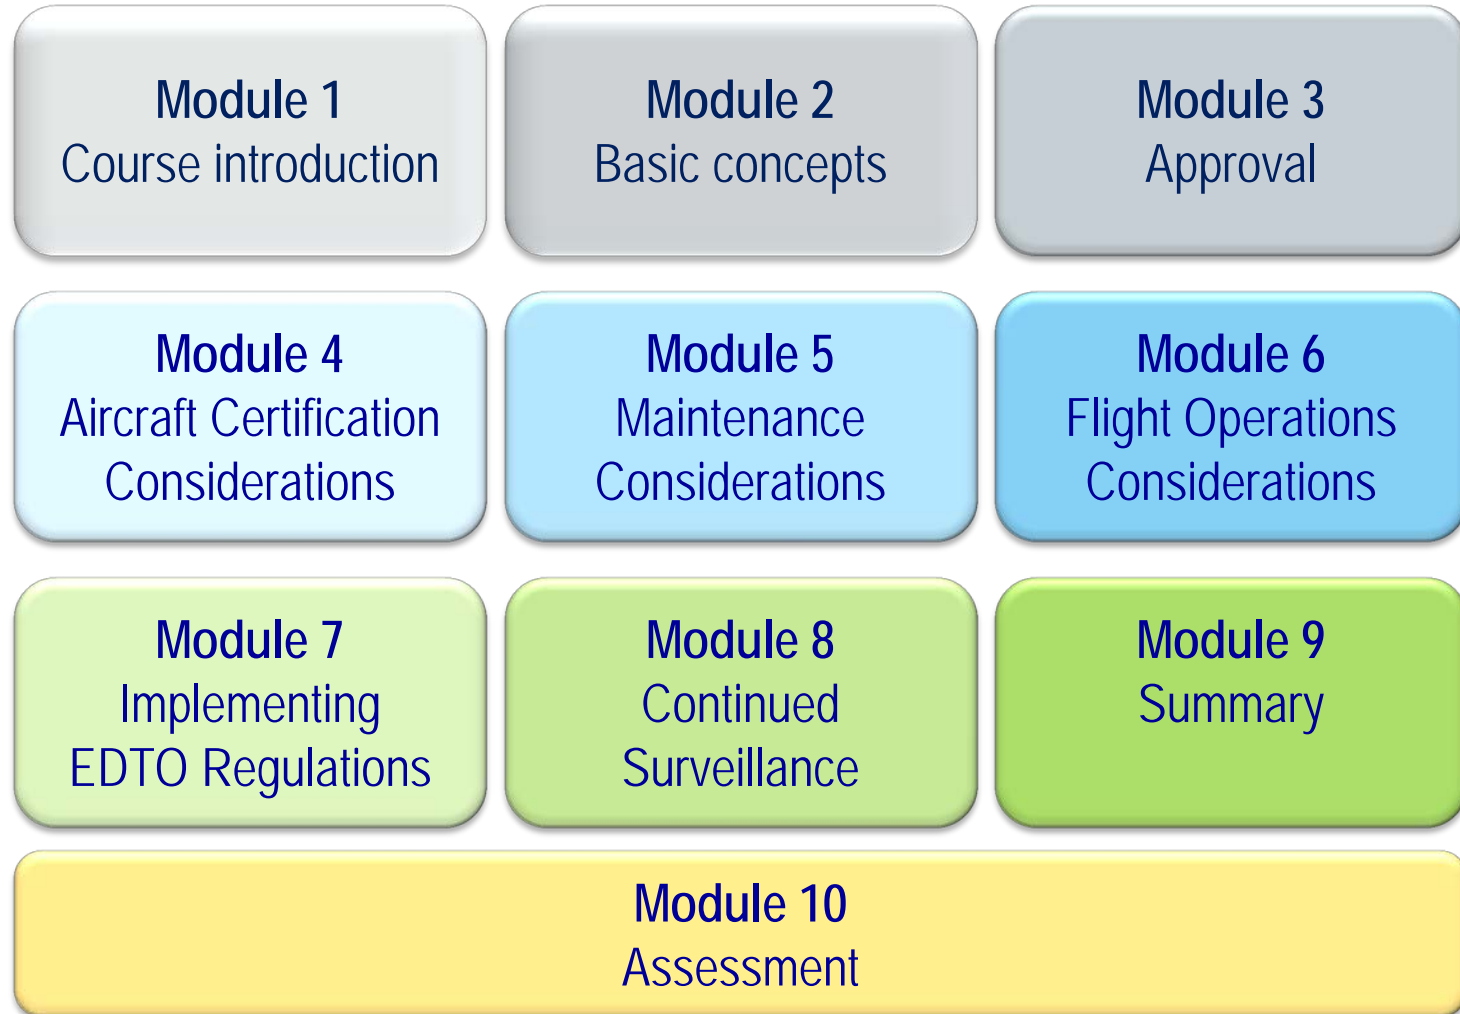 Module 1
Course introduction
Module 2
Basic concepts
Module 3
Approval
Module 4
Aircraft Certification
Considerations
Module 5
Maintenance
Considerations
Module 6
Flight Operations
Considerations
Module 7
Implementing
EDTO Regulations
Module 8
Continued
Surveillance
Module 9
Summary
Module 10
Assessment